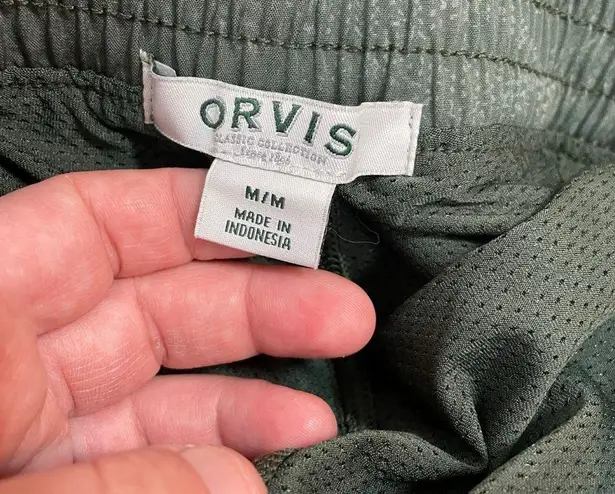 ORVIS
CLASSIC COLLECTION
Since 1856
M/M
MADE IN
INDONESIA